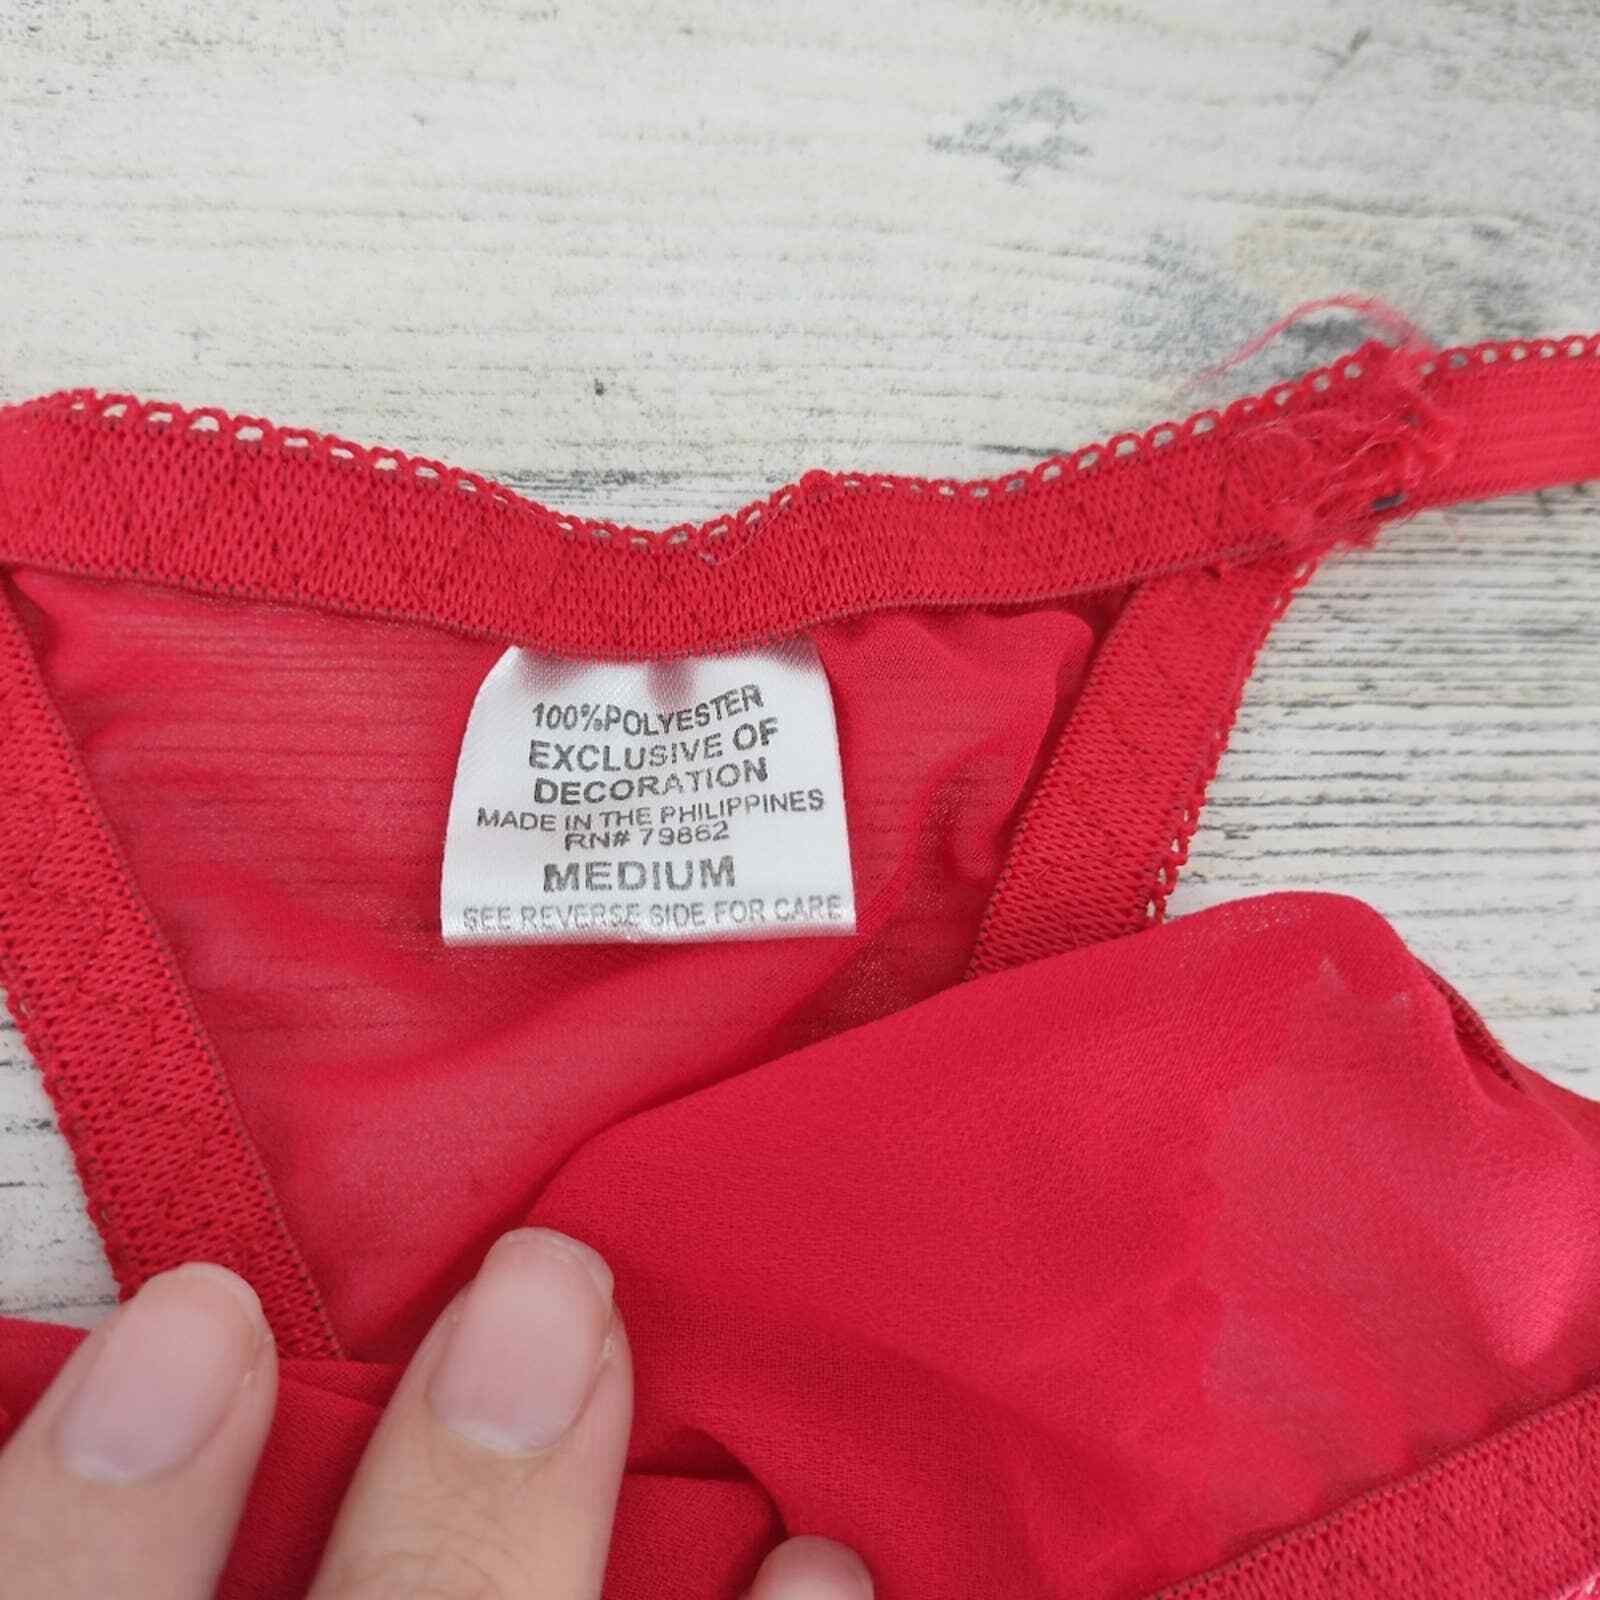 100%POLYESTER
EXCLUSIVE OF
DECORATION
MADE IN THE PHILIPPINES
RN# 79862
MEDIUM
SEE REVERSE SIDE FOR CARE